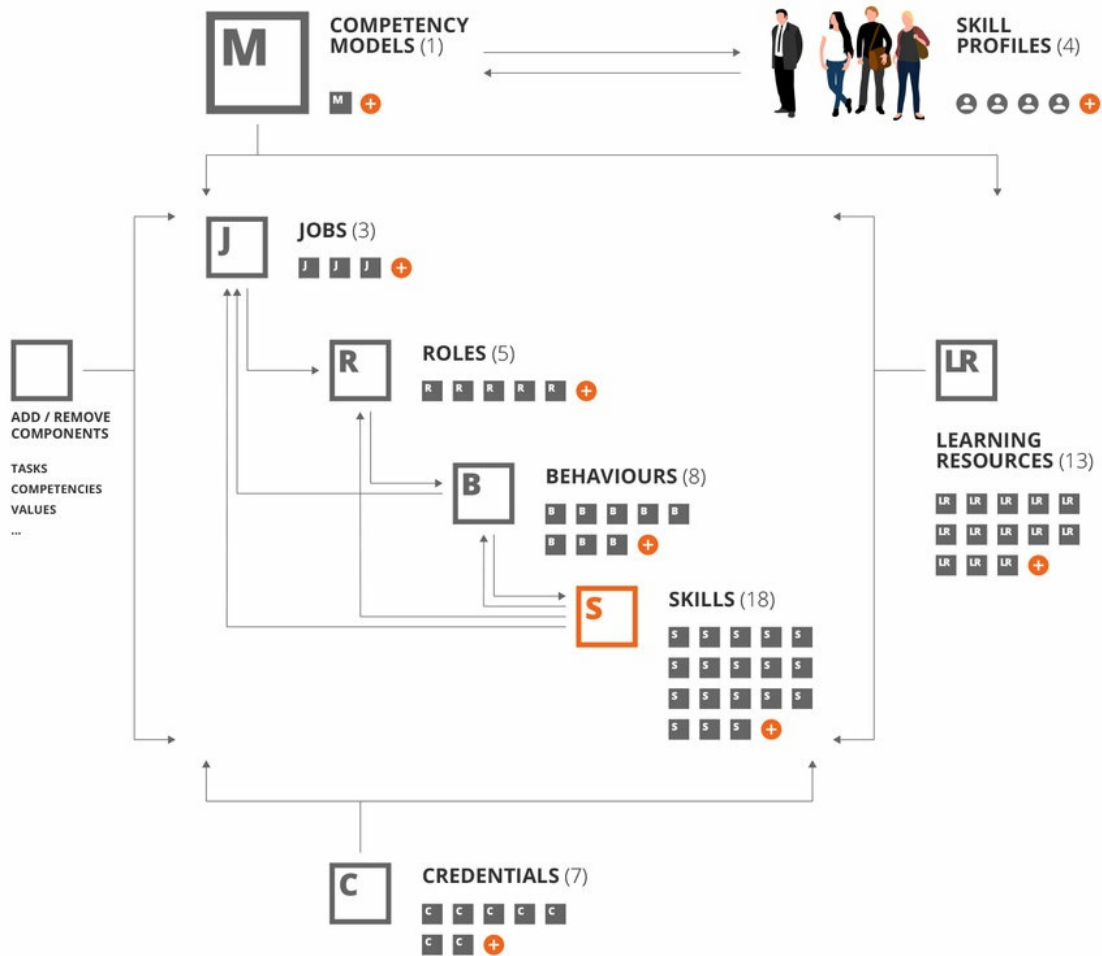 M
COMPETENCY
MODELS (1)
M
SKILL
PROFILES (4)
J
JOBS (3)
J J J
R
ROLES (5)
R R R R R
ADD / REMOVE
COMPONENTS
TASKS
COMPETENCIES
VALUES
...
B
BEHAVIOURS (8)
B B B B B
B B B
S
SKILLS (18)
S S S S S
S S S S S
S S S S S
S S S
LR
LEARNING
RESOURCES (13)
LR LR LR LR LR
LR LR LR LR LR
LR LR LR
C
CREDENTIALS (7)
C C C C C
C C